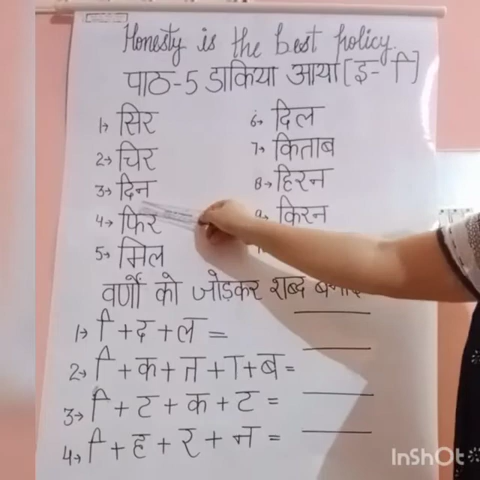 Honesty is the best policy.
पाठ-5 डाकिया आया [इ- ि]
1→ सिर
2→ चिर
3→ दिन
4→ फिर
5→ मिल
6→ दिल
7→ किताब
8→ हिरन
9→ किरन
वर्णों को जोड़कर शब्द
1→ ि+द+ल =
2→ ि+क+त+ा+ब=
3→ ि+ट+क+ट =
4→ ि+ह+र+न =
InShOt